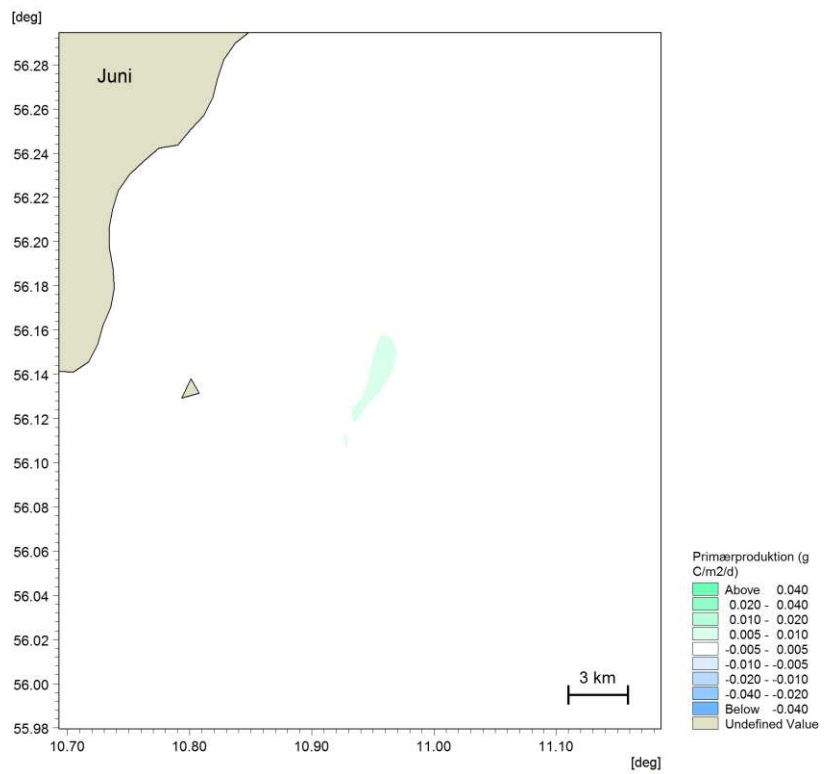 [deg]
Juni
56.28
56.26
56.24
56.22
56.20
56.18
56.16
56.14
56.12
56.10
56.08
56.06
56.04
56.02
56.00
55.98
3 km
10.70 10.80 10.90 11.00 11.10
[deg]
Primærproduktion (g
C/m2/d)
Above 0.040
0.020 - 0.040
0.010 - 0.020
0.005 - 0.010
-0.005 - 0.005
-0.010 - -0.005
-0.020 - -0.010
-0.040 - -0.020
Below -0.040
Undefined Value